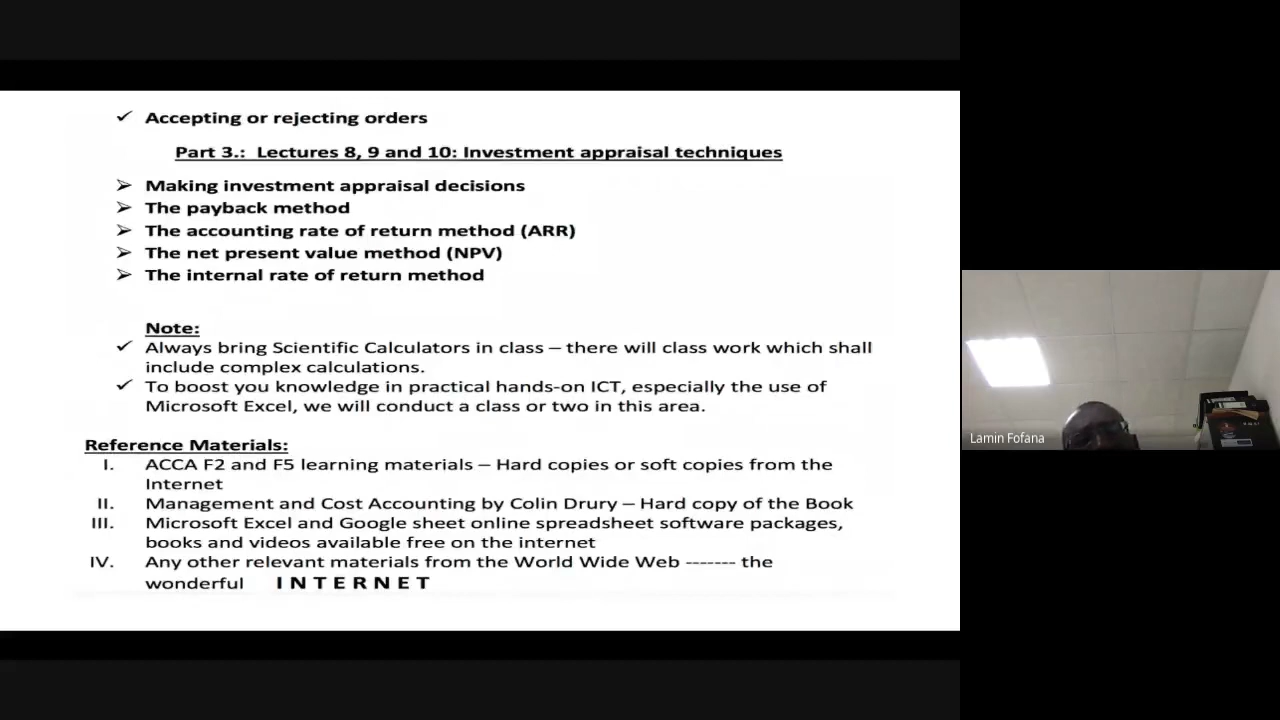 ✓ Accepting or rejecting orders
Part 3.: Lectures 8, 9 and 10: Investment appraisal techniques
➢ Making investment appraisal decisions
➢ The payback method
➢ The accounting rate of return method (ARR)
➢ The net present value method (NPV)
➢ The internal rate of return method
Note:
✓ Always bring Scientific Calculators in class – there will class work which shall
include complex calculations.
✓ To boost you knowledge in practical hands-on ICT, especially the use of
Microsoft Excel, we will conduct a class or two in this area.
Reference Materials:
I. ACCA F2 and F5 learning materials – Hard copies or soft copies from the
Internet
II. Management and Cost Accounting by Colin Drury – Hard copy of the Book
III. Microsoft Excel and Google sheet online spreadsheet software packages,
books and videos available free on the internet
IV. Any other relevant materials from the World Wide Web ------- the
wonderful I N T E R N E T
Lamin Fofana